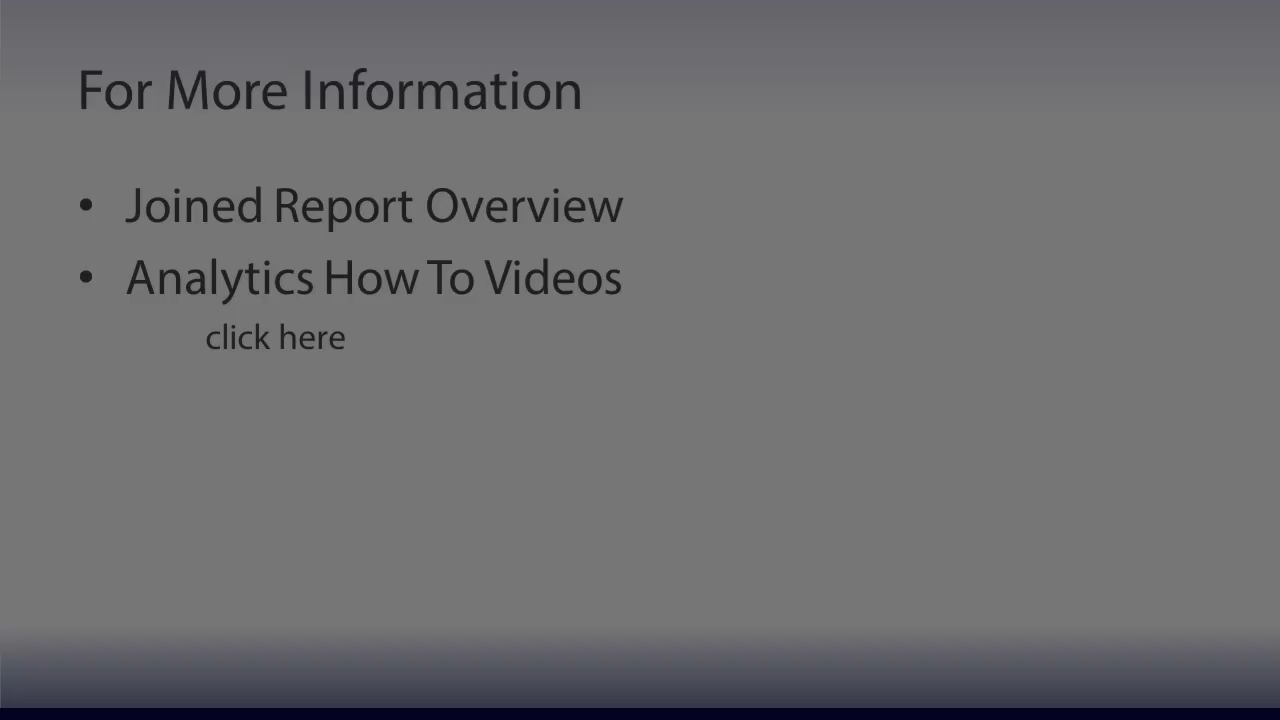 For More Information
• Joined Report Overview
• Analytics How To Videos
click here